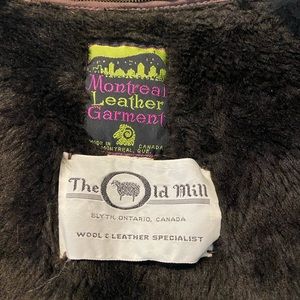 Montreal
Leather
Garment
MADE IN CANADA
MONTREAL, QUE.
The Old Mill
BLYTH, ONTARIO, CANADA
WOOL & LEATHER SPECIALIST